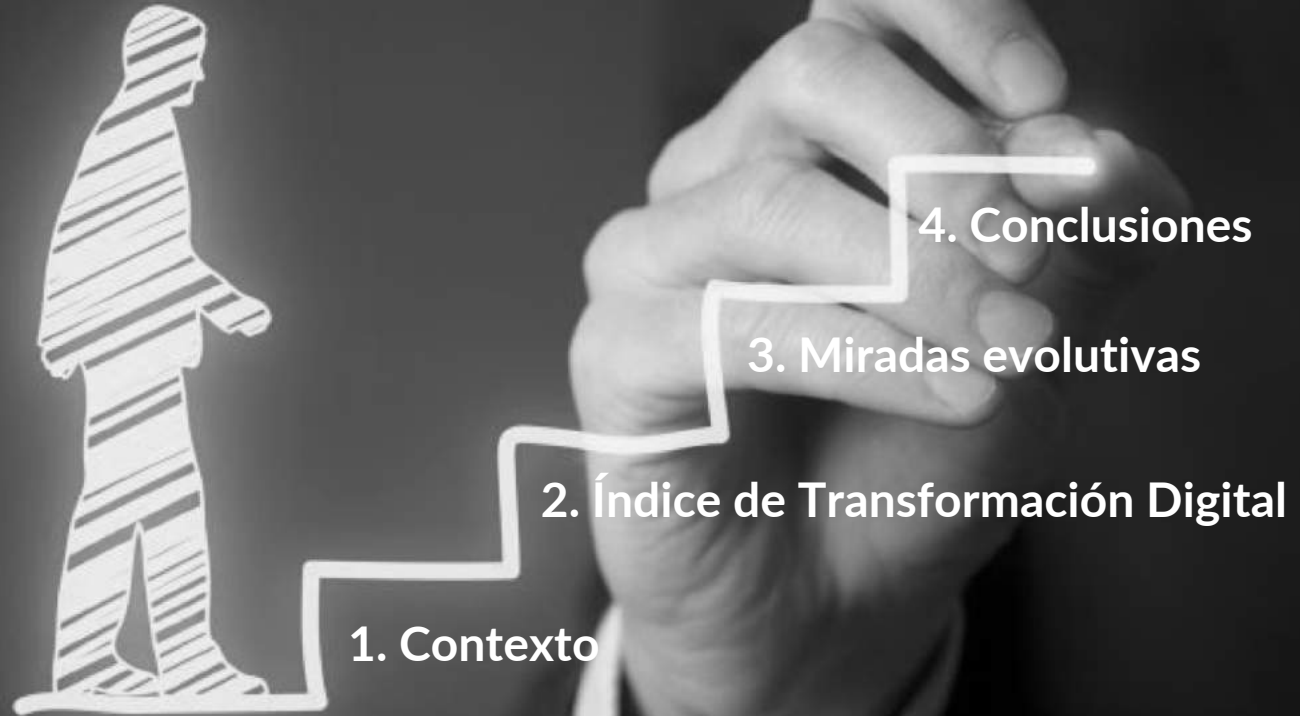 4. Conclusiones
3. Miradas evolutivas
2. Índice de Transformación Digital
1. Contexto